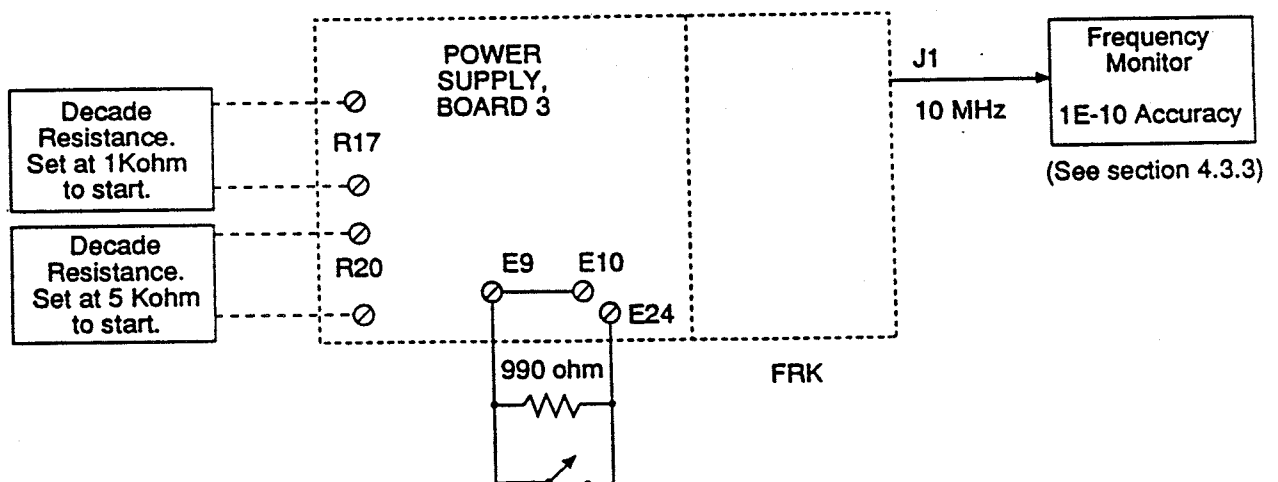 POWER
SUPPLY,
BOARD 3
J1
10 MHz
Frequency
Monitor
1E-10 Accuracy
(See section 4.3.3)
Decade
Resistance.
Set at 1Kohm
to start.
R17
Decade
Resistance.
Set at 5 Kohm
to start.
R20
E9
E10
E24
990 ohm
FRK